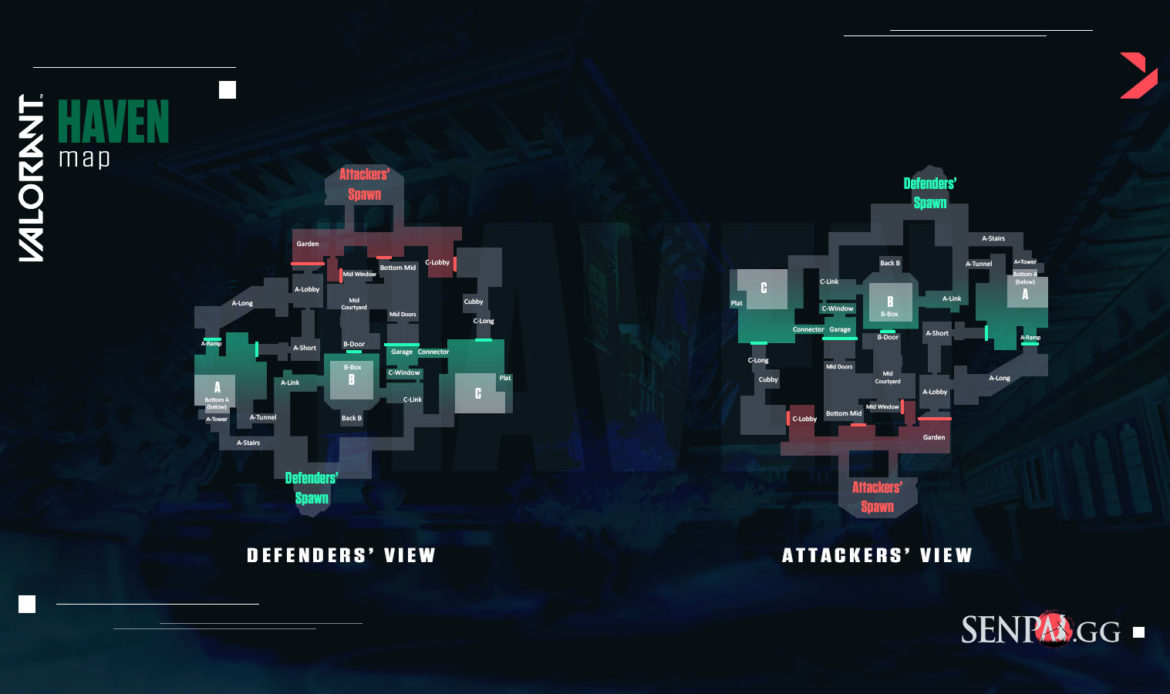 VALORANT
HAVEN
map
Attackers'
Spawn
Garden
C-Lobby
Bottom Mid
Mid Window
A-Lobby
A-Long
Mid
Courtyard
Cubby
Mid Doors
C-Long
A-Ramp
A-Short
B-Door
Garage
Connector
B-Box
C-Window
B
A-Link
Plat
A
Bottom A
(below)
C
C-Link
A-Tower
A-Tunnel
Back B
A-Stairs
Defenders'
Spawn
DEFENDERS' VIEW
Defenders'
Spawn
A-Stairs
Back B
A-Tunnel
A=Tower
Bottom A
(below)
A
C
C-Link
Plat
B
B-Box
A-Link
C-Window
Connector
Garage
A-Short
B-Door
A-Ramp
C-Long
Mid Doors
Cubby
Mid
Courtyard
A-Long
A-Lobby
Mid Window
Bottom Mid
C-Lobby
Garden
Attackers'
Spawn
ATTACKERS' VIEW
SENPAI.GG
HAVEN